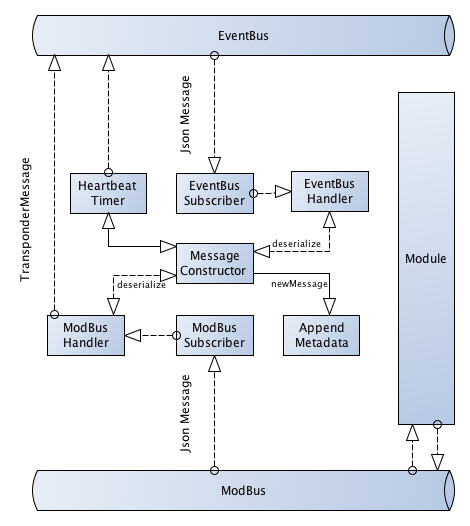 EventBus
Json Message
TransponderMessage
Heartbeat
Timer
EventBus
Subscriber
EventBus
Handler
deserialize
Message
Constructor
Module
deserialize
newMessage
ModBus
Handler
ModBus
Subscriber
Append
Metadata
Json Message
ModBus